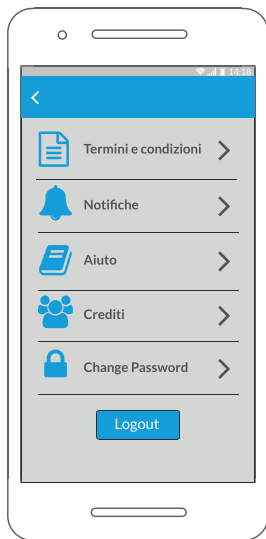 14:18
Termini e condizioni
Notifiche
Aiuto
Crediti
Change Password
Logout